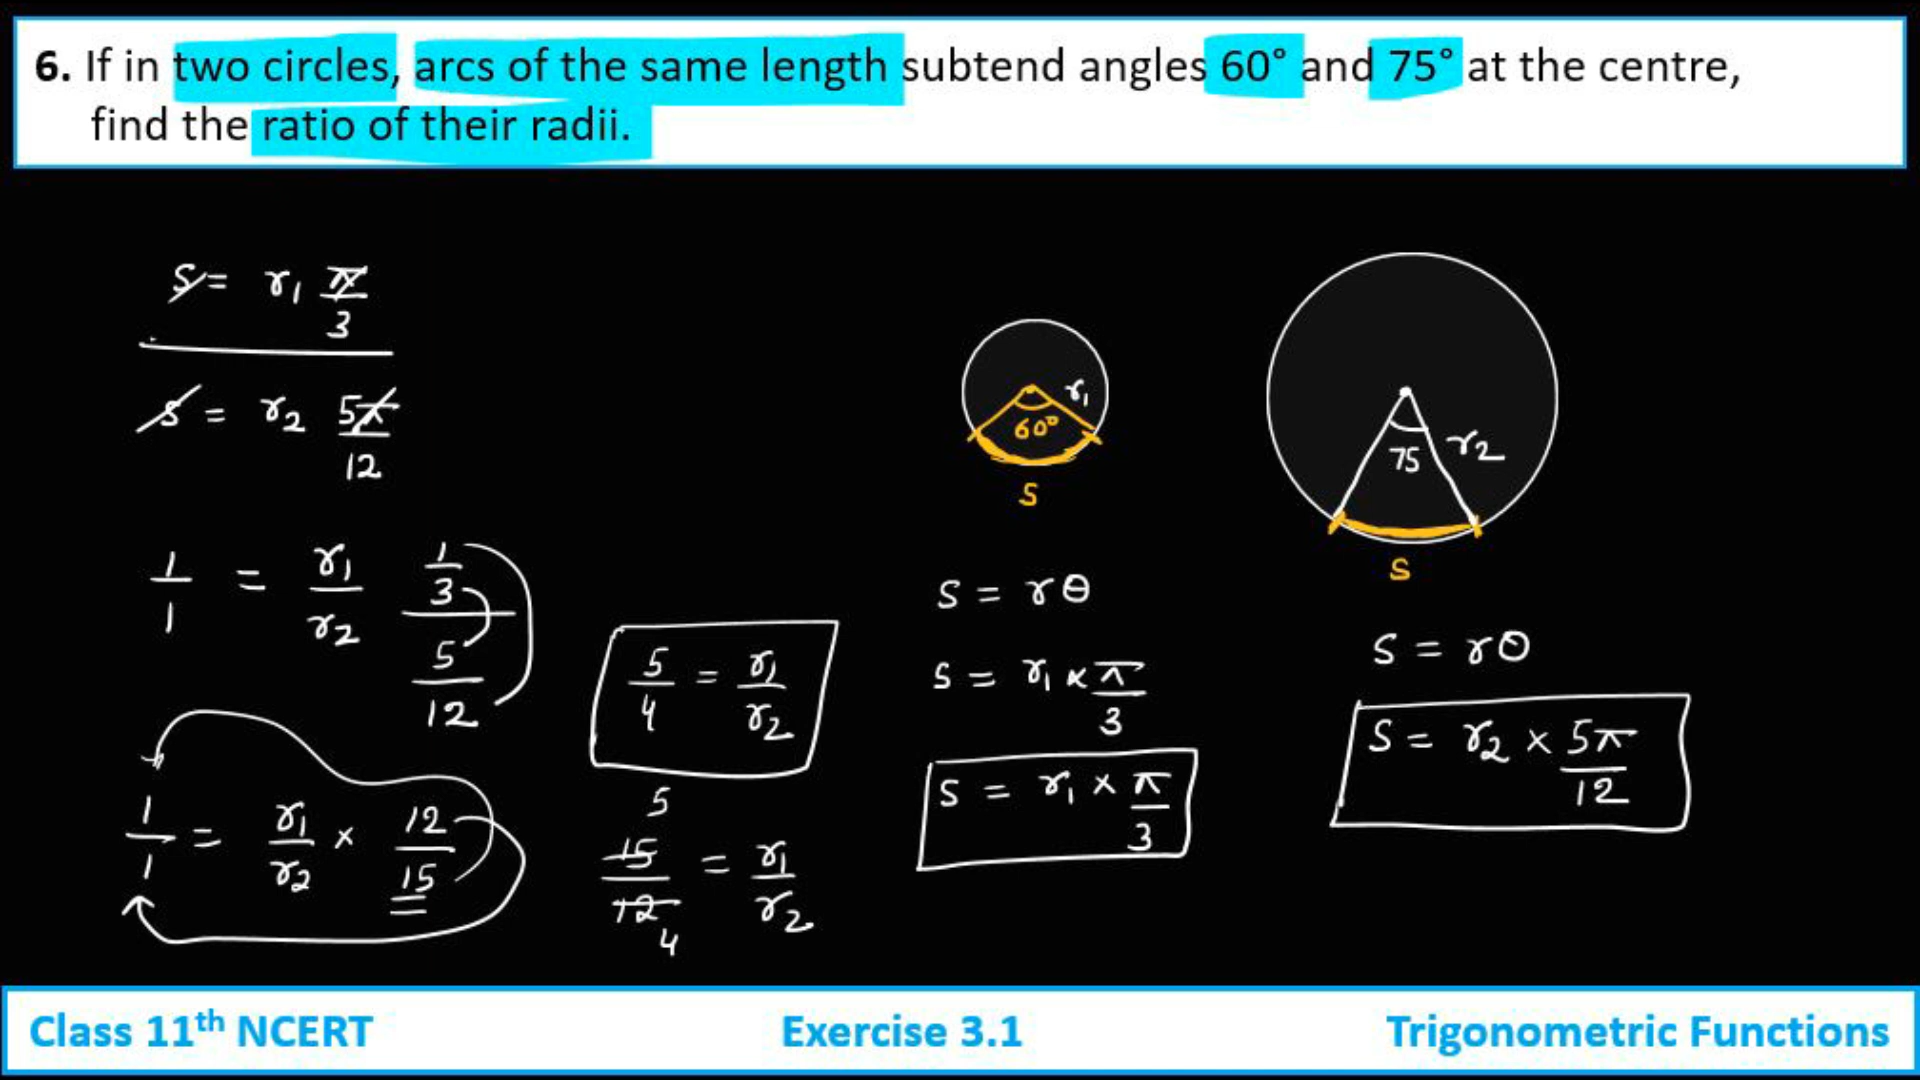 6. If in two circles, arcs of the same length subtend angles 60° and 75° at the centre,
find the ratio of their radii.
s = r₁ π/3
s = r₂ 5π/12
1/1 = r₁/r₂ (1/3)/(5/12)
1/1 = r₁/r₂ × 12/15
5/4 = r₁/r₂
5
15/12 = r₁/r₂
4
r₁
60°
s
s = rθ
s = r₁ × π/3
s = r₁ × π/3
75
r₂
s
s = rθ
s = r₂ × 5π/12
Class 11th NCERT
Exercise 3.1
Trigonometric Functions